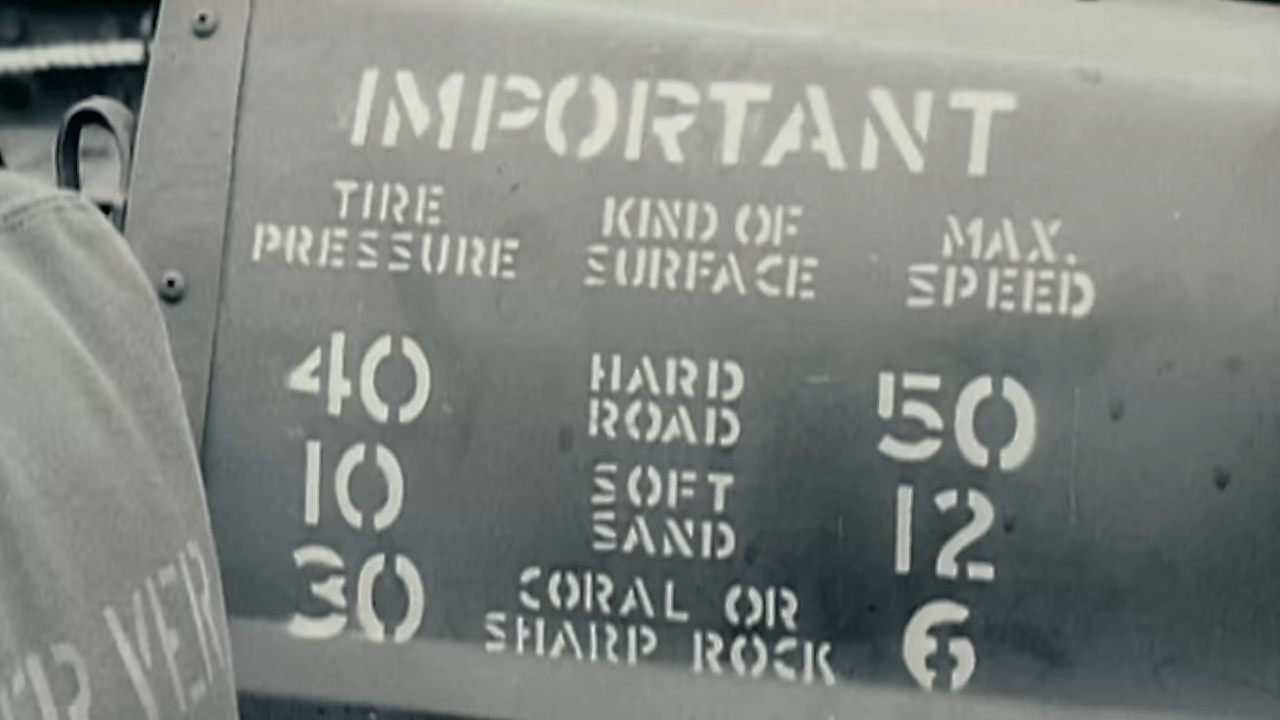 IMPORTANT
TIRE PRESSURE KIND OF SURFACE MAX. SPEED
40 HARD ROAD 50
10 SOFT SAND 12
30 CORAL OR SHARP ROCK 6
VER